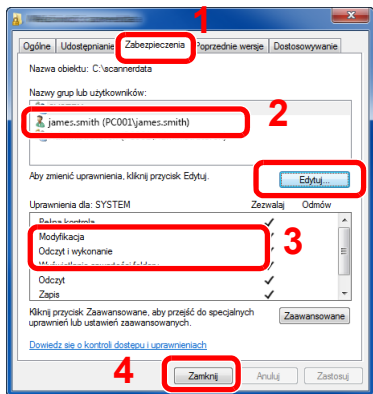 1
Ogólne Udostępnianie Zabezpieczenia Poprzednie wersje Dostosowywanie
Nazwa obiektu: C:\scannerdata
Nazwy grup lub użytkowników:
james.smith (PC001\james.smith)
2
Aby zmienić uprawnienia, kliknij przycisk Edytuj.
Edytuj...
Uprawnienia dla: SYSTEM Zezwalaj Odmów
Pełna kontrola
Modyfikacja
Odczyt i wykonanie
3
Wyświetlanie zawartości folderu
Odczyt
Zapis
Kliknij przycisk Zaawansowane, aby przejść do specjalnych
uprawnień lub ustawień zaawansowanych.
Zaawansowane
Dowiedz się o kontroli dostępu i uprawnieniach
4
Zamknij Anuluj Zastosuj